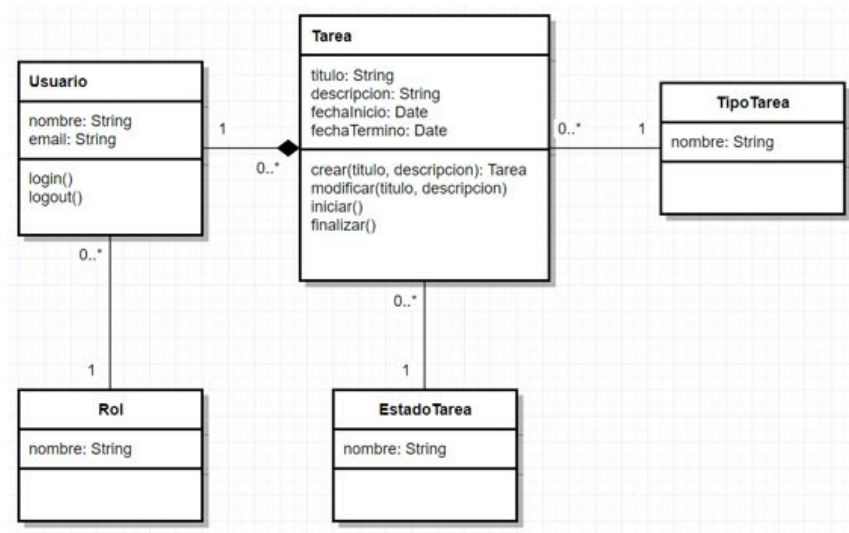 Usuario
nombre: String
email: String
login()
logout()
1
0..*
Tarea
titulo: String
descripcion: String
fechaInicio: Date
fechaTermino: Date
crear(titulo, descripcion): Tarea
modificar(titulo, descripcion)
iniciar()
finalizar()
0..*
1
TipoTarea
nombre: String
0..*
1
Rol
nombre: String
0..*
1
EstadoTarea
nombre: String